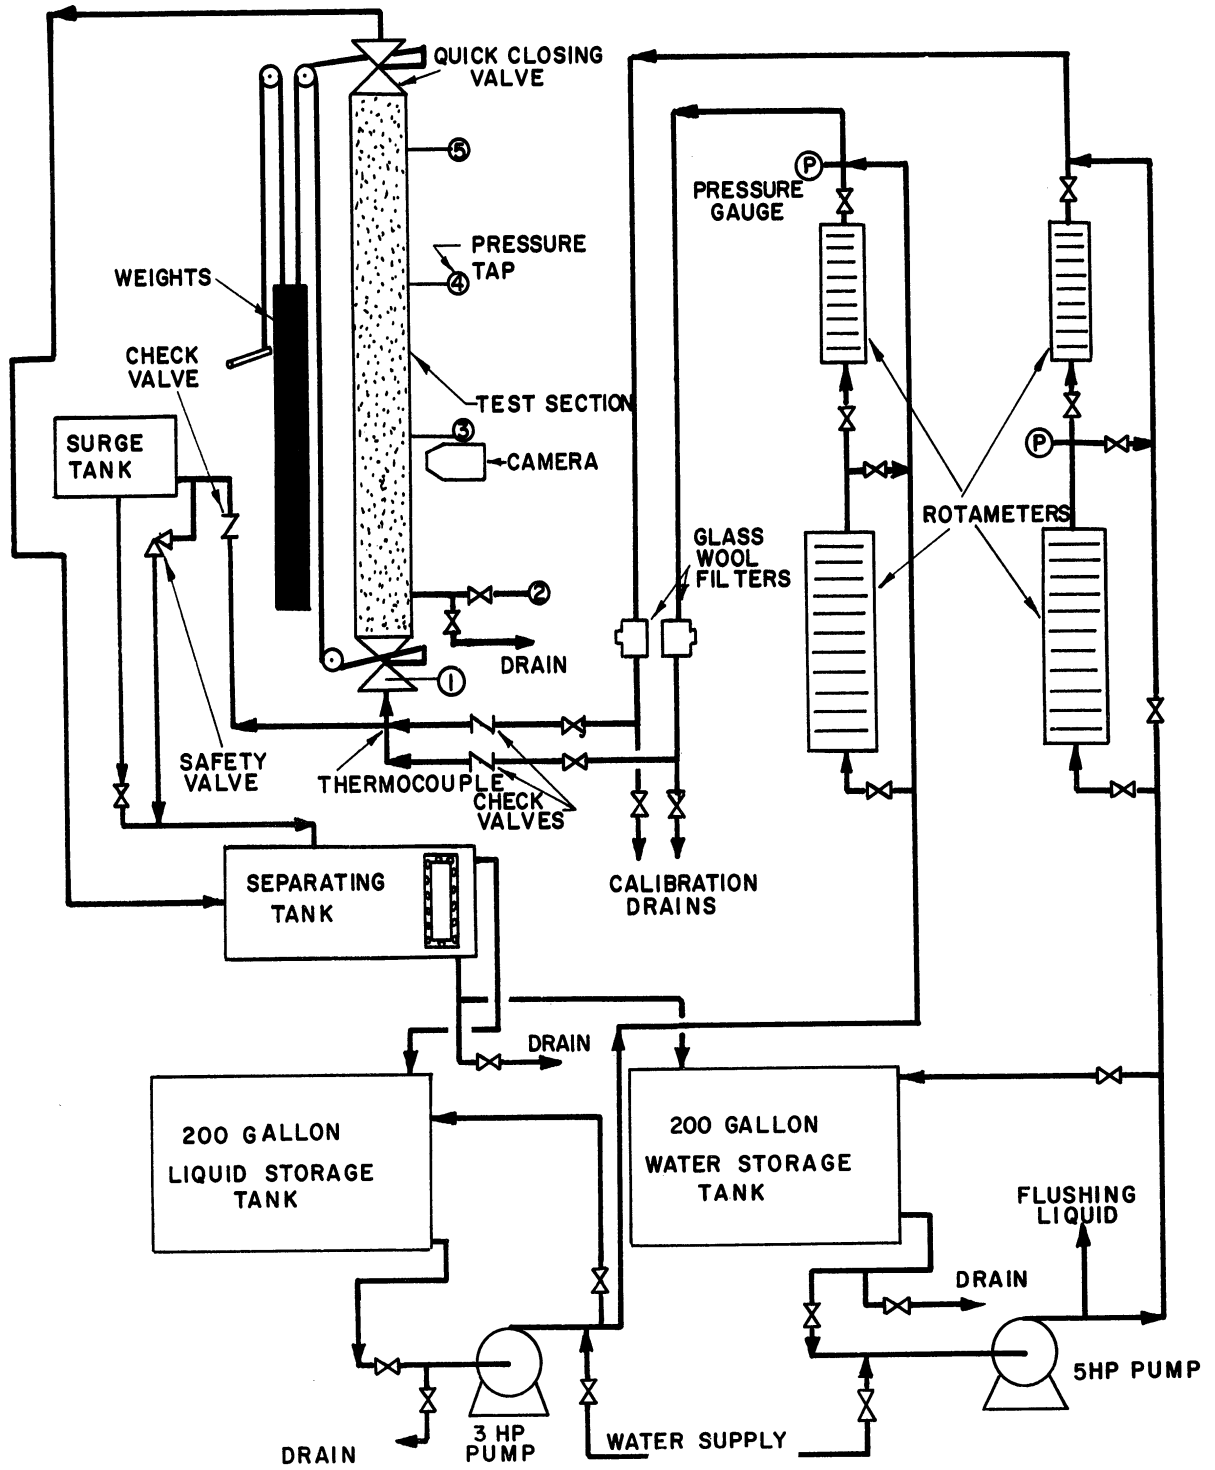 QUICK CLOSING
VALVE
5
P
PRESSURE
GAUGE
PRESSURE
TAP
4
WEIGHTS
CHECK
VALVE
TEST SECTION
3
CAMERA
SURGE
TANK
P
ROTAMETERS
GLASS
WOOL
FILTERS
2
DRAIN
1
SAFETY
VALVE
THERMOCOUPLE
CHECK
VALVES
SEPARATING
TANK
CALIBRATION
DRAINS
DRAIN
200 GALLON
LIQUID STORAGE
TANK
200 GALLON
WATER STORAGE
TANK
FLUSHING
LIQUID
DRAIN
5HP PUMP
3 HP
PUMP
WATER SUPPLY
DRAIN